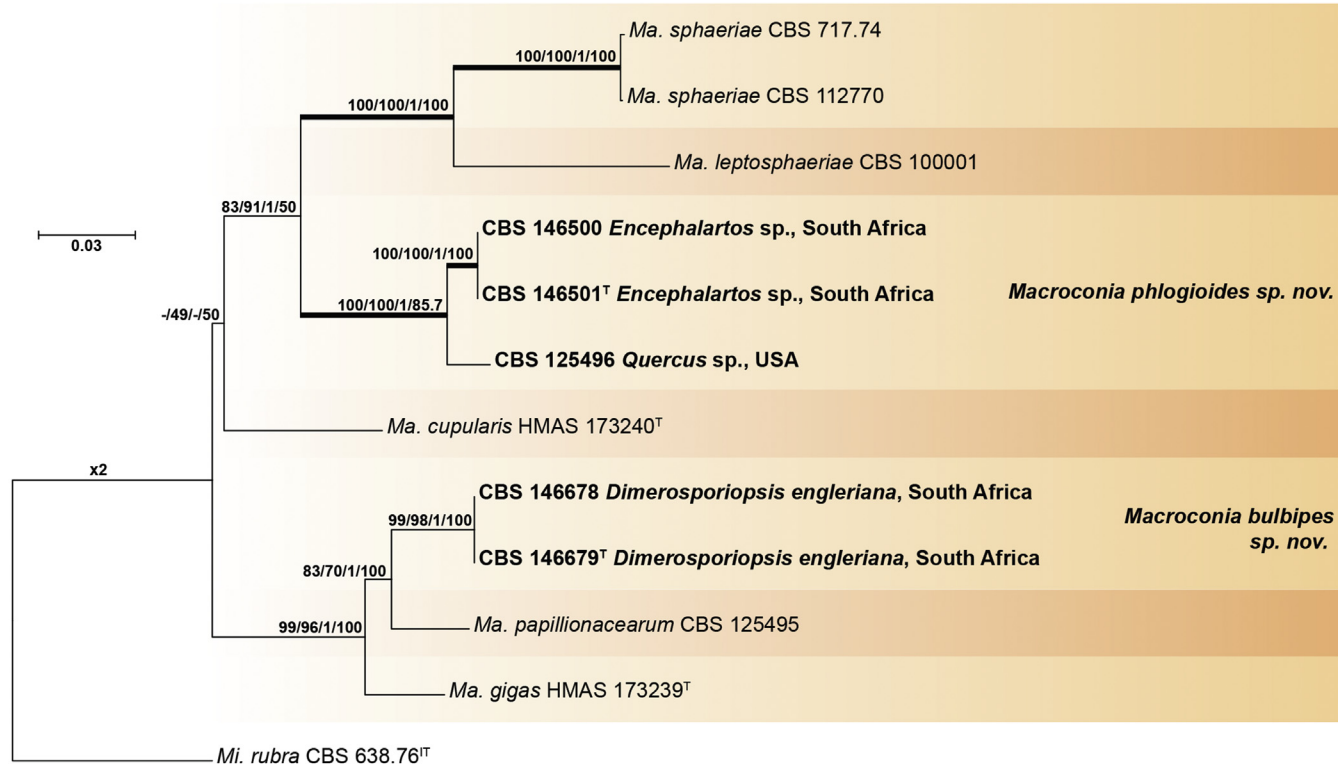 Ma. sphaeriae CBS 717.74
100/100/1/100
Ma. sphaeriae CBS 112770
100/100/1/100
Ma. leptosphaeriae CBS 100001
83/91/1/50
0.03
CBS 146500 Encephalartos sp., South Africa
100/100/1/100
CBS 146501ᵀ Encephalartos sp., South Africa
Macroconia phlogioides sp. nov.
100/100/1/85.7
-/49/-/50
CBS 125496 Quercus sp., USA
Ma. cupularis HMAS 173240ᵀ
x2
CBS 146678 Dimerosporiopsis engleriana, South Africa
Macroconia bulbipes
sp. nov.
99/98/1/100
CBS 146679ᵀ Dimerosporiopsis engleriana, South Africa
83/70/1/100
Ma. papillionacearum CBS 125495
99/96/1/100
Ma. gigas HMAS 173239ᵀ
Mi. rubra CBS 638.76ᴵᵀ